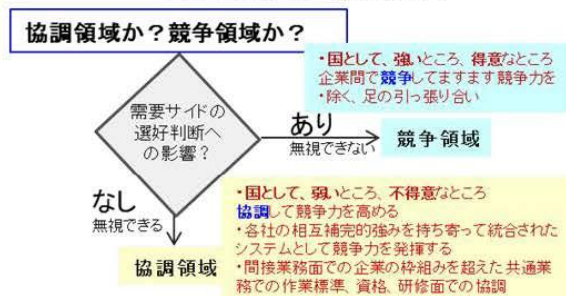 協調領域か？競争領域か？
・国として、強いところ、得意なところ
企業間で競争してますます競争力を
・除く、足の引っ張り合い
需要サイドの
選好判断へ
の影響？
あり
無視できない
競争領域
なし
無視できる
・国として、弱いところ、不得意なところ
協調して競争力を高める
・各社の相互補完的強みを持ち寄って統合された
システムとして競争力を発揮する
・間接業務面での企業の枠組みを超えた共通業
務での作業標準、資格、研修面での協調
協調領域